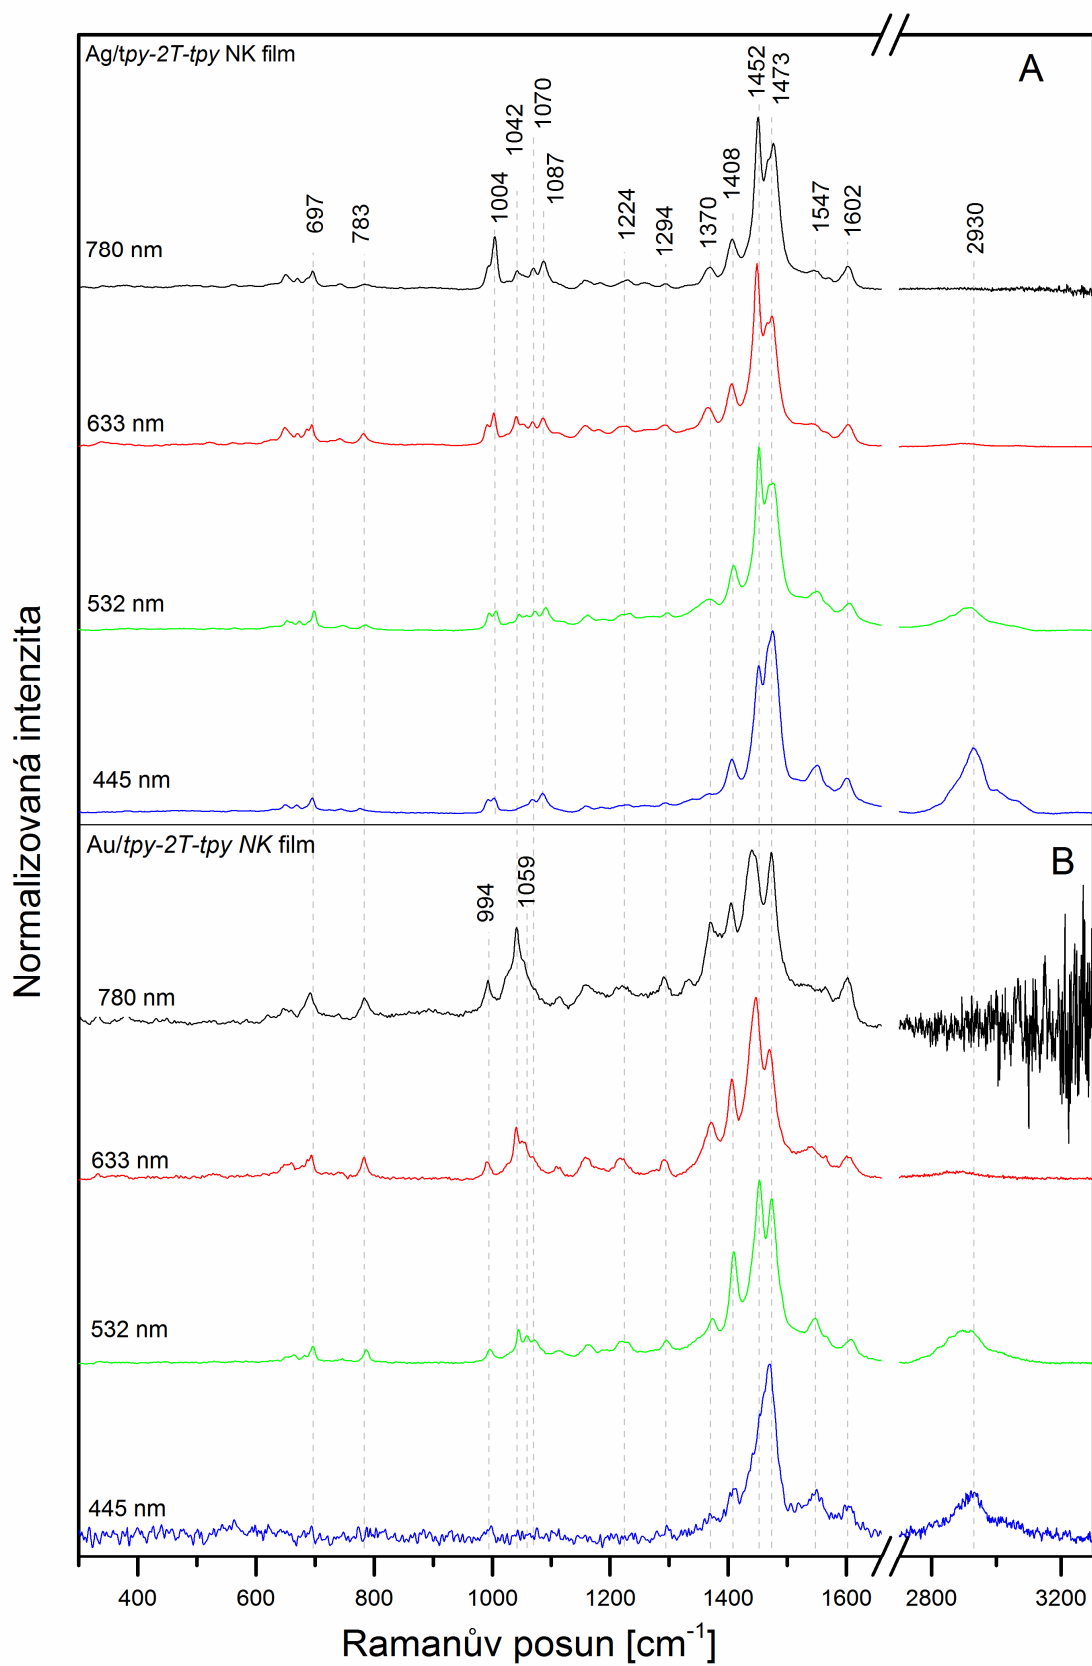 Ag/tpy-2T-tpy NK film
A
697
783
1004
1042
1070
1087
1224
1294
1370
1408
1452
1473
1547
1602
2930
780 nm
633 nm
532 nm
445 nm
Au/tpy-2T-tpy NK film
B
994
1059
780 nm
633 nm
532 nm
445 nm
Normalizovaná intenzita
400 600 800 1000 1200 1400 1600 2800 3200
Ramanův posun [cm⁻¹]